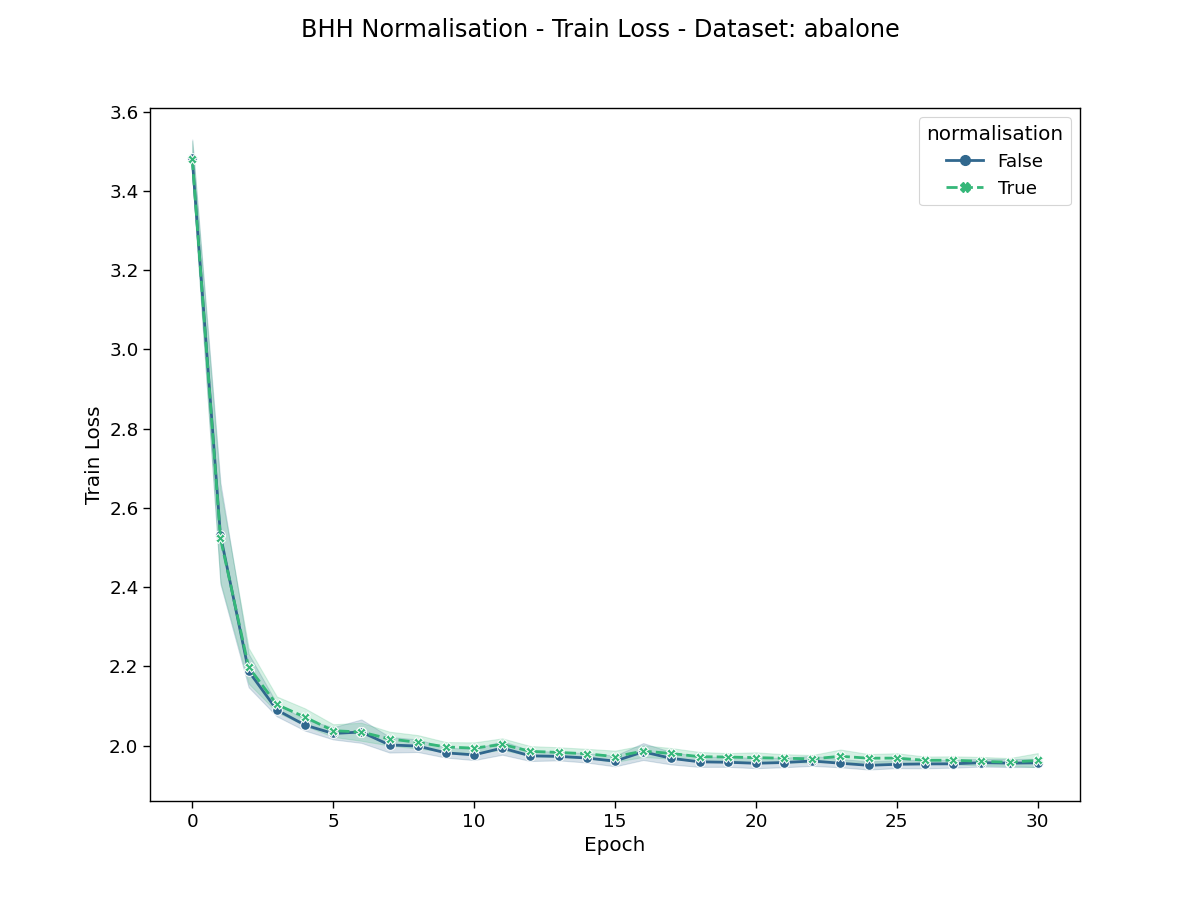 BHH Normalisation - Train Loss - Dataset: abalone
3.6
3.4
3.2
3.0
2.8
2.6
2.4
2.2
2.0
Train Loss
normalisation
False
True
0
5
10
15
20
25
30
Epoch